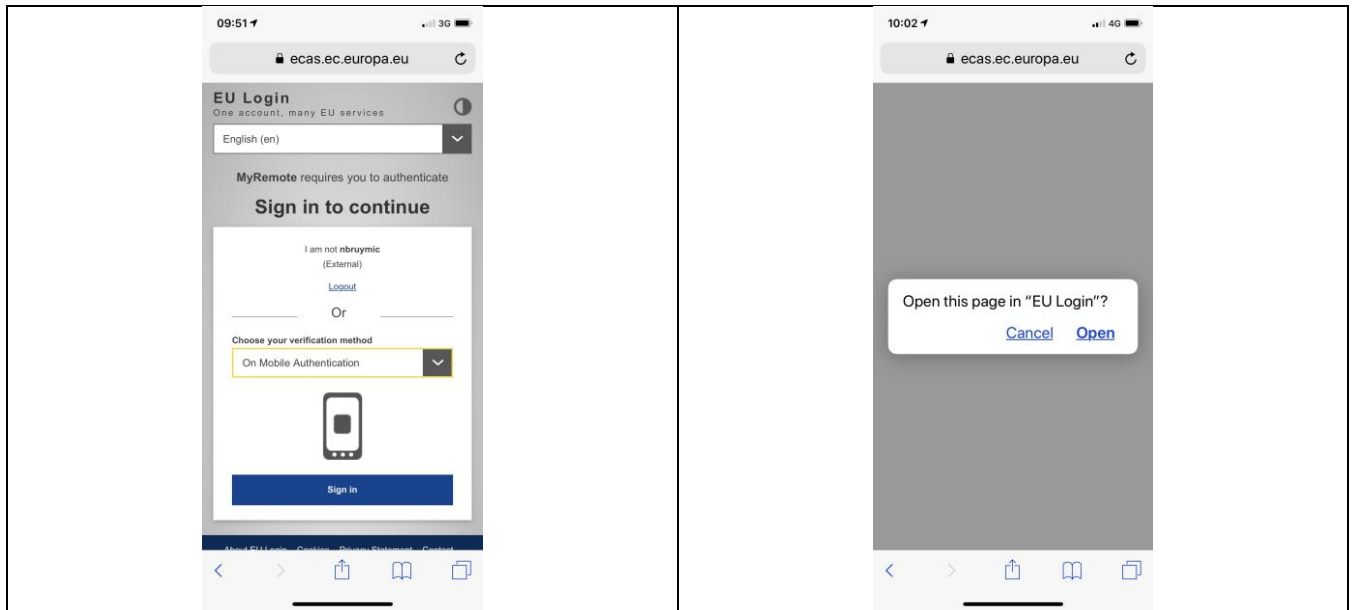 09:51
3G
ecas.ec.europa.eu
EU Login
One account, many EU services
English (en)
MyRemote requires you to authenticate
Sign in to continue
I am not nbruymic
(External)
Logout
Or
Choose your verification method
On Mobile Authentication
Sign in
About EU Login Cookies Privacy Statement Contact
10:02
4G
ecas.ec.europa.eu
Open this page in “EU Login”?
Cancel Open